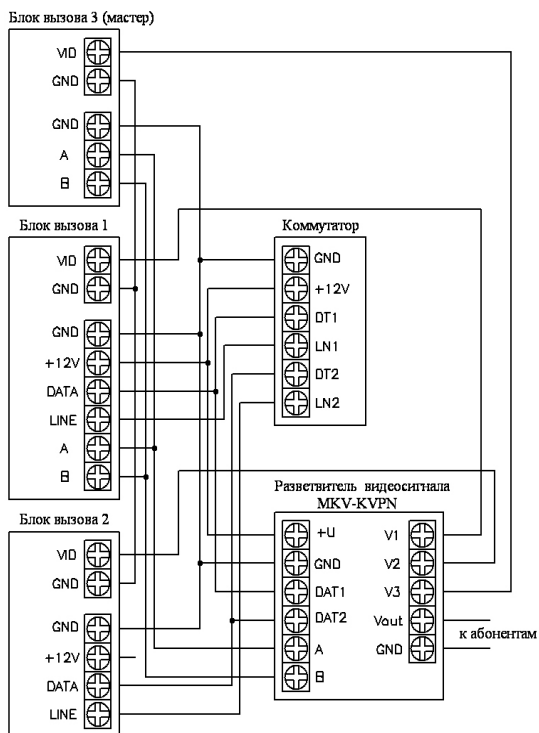 Блок вызова 3 (мастер)
VID
GND
GND
A
B
Блок вызова 1
VID
GND
GND
+12V
DATA
LINE
A
B
Коммутатор
GND
+12V
DT1
LN1
DT2
LN2
Блок вызова 2
VID
GND
GND
+12V
DATA
LINE
Разветвитель видеосигнала
MKV-KVPN
+U
GND
DAT1
DAT2
A
B
V1
V2
V3
Vout
GND
к абонентам